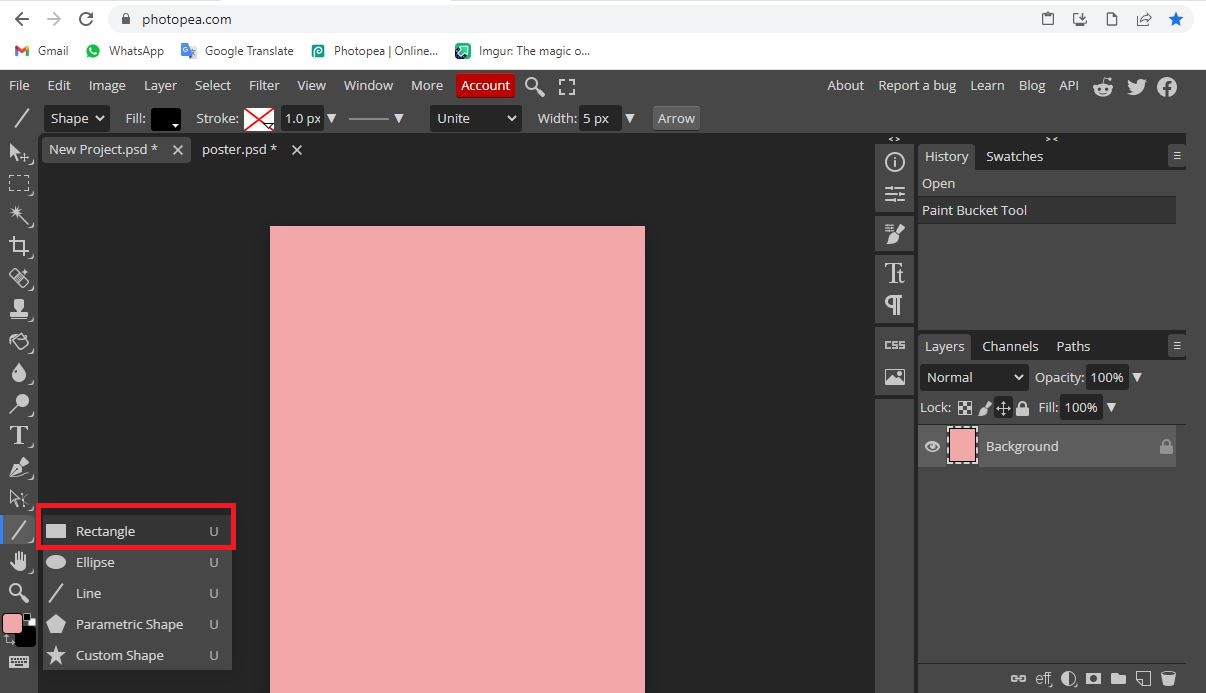 photopea.com
Gmail WhatsApp Google Translate Photopea | Online... Imgur: The magic o...
File Edit Image Layer Select Filter View Window More Account About Report a bug Learn Blog API
Shape Fill: Stroke: 1.0 px Unite Width: 5 px Arrow
New Project.psd * poster.psd *
History Swatches
Open
Paint Bucket Tool
Tt
CSS
Layers Channels Paths
Normal Opacity: 100%
Lock: Fill: 100%
Background
T
Rectangle U
Ellipse U
Line U
Parametric Shape U
Custom Shape U
eff